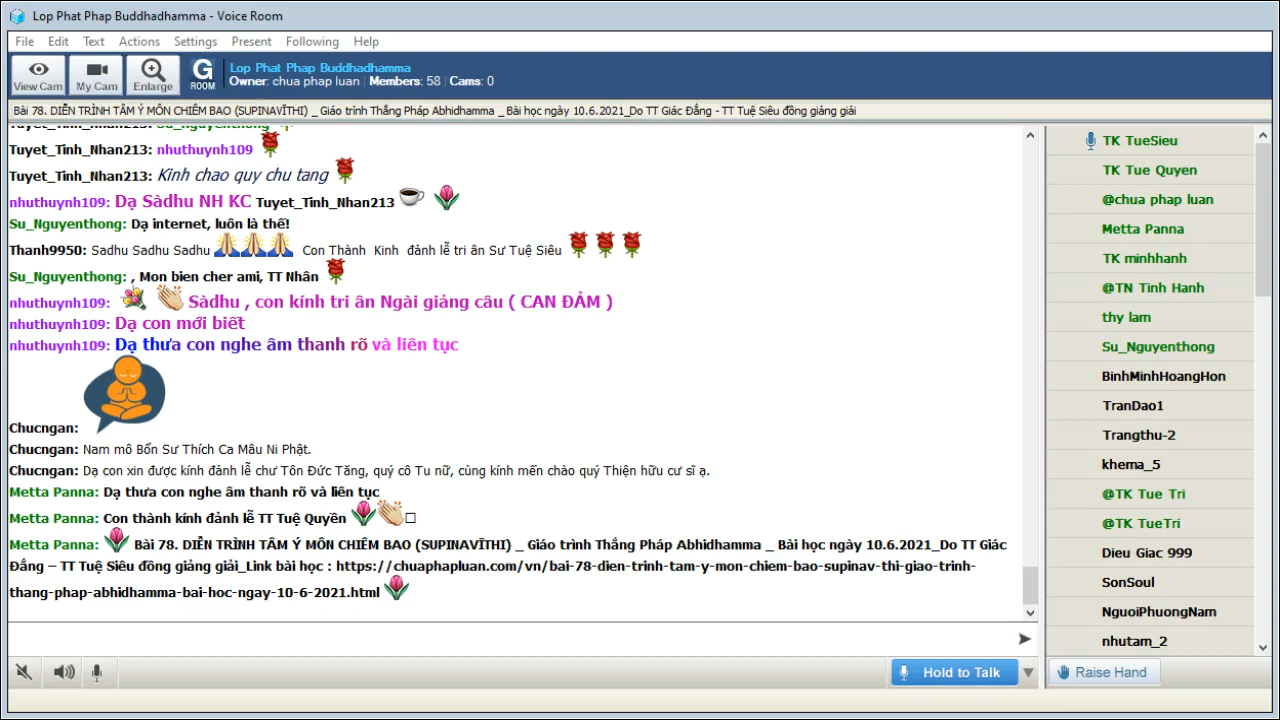 Lop Phat Phap Buddhadhamma - Voice Room
File Edit Text Actions Settings Present Following Help
View Cam My Cam Enlarge G ROOM
Lop Phat Phap Buddhadhamma
Owner: chua phap luan | Members: 58 | Cams: 0
Bài 78. DIỄN TRÌNH TÂM Ý MÔN CHIÊM BAO (SUPINAVĪTHI) _ Giáo trình Thắng Pháp Abhidhamma _ Bài học ngày 10.6.2021_Do TT Giác Đẳng - TT Tuệ Siêu đồng giảng giải
Tuyet_Tinh_Nhan213: Su_Nguyenthong
Tuyet_Tinh_Nhan213: nhuthuynh109
Tuyet_Tinh_Nhan213: Kinh chao quy chu tang
nhuthuynh109: Dạ Sàdhu NH KC Tuyet_Tinh_Nhan213
Su_Nguyenthong: Dạ internet, luôn là thế!
Thanh9950: Sadhu Sadhu Sadhu Con Thành Kinh đảnh lễ tri ân Sư Tuệ Siêu
Su_Nguyenthong: , Mon bien cher ami, TT Nhân
nhuthuynh109: Sàdhu , con kính tri ân Ngài giảng câu ( CAN ĐẢM )
nhuthuynh109: Dạ con mới biết
nhuthuynh109: Dạ thưa con nghe âm thanh rõ và liên tục
Chucngan:
Chucngan: Nam mô Bổn Sư Thích Ca Mâu Ni Phật.
Chucngan: Dạ con xin được kính đảnh lễ chư Tôn Đức Tăng, quý cô Tu nữ, cùng kính mến chào quý Thiện hữu cư sĩ ạ.
Metta Panna: Dạ thưa con nghe âm thanh rõ và liên tục
Metta Panna: Con thành kính đảnh lễ TT Tuệ Quyền
Metta Panna: Bài 78. DIỄN TRÌNH TÂM Ý MÔN CHIÊM BAO (SUPINAVĪTHI) _ Giáo trình Thắng Pháp Abhidhamma _ Bài học ngày 10.6.2021_Do TT Giác
Đẳng – TT Tuệ Siêu đồng giảng giải_Link bài học : https://chuaphapluan.com/vn/bai-78-dien-trinh-tam-y-mon-chiem-bao-supinav-thi-giao-trinh-
thang-phap-abhidhamma-bai-hoc-ngay-10-6-2021.html
Hold to Talk
TK TueSieu
TK Tue Quyen
@chua phap luan
Metta Panna
TK minhhanh
@TN Tinh Hanh
thy lam
Su_Nguyenthong
BinhMinhHoangHon
TranDao1
Trangthu-2
khema_5
@TK Tue Tri
@TK TueTri
Dieu Giac 999
SonSoul
NguoiPhuongNam
nhutam_2
Raise Hand